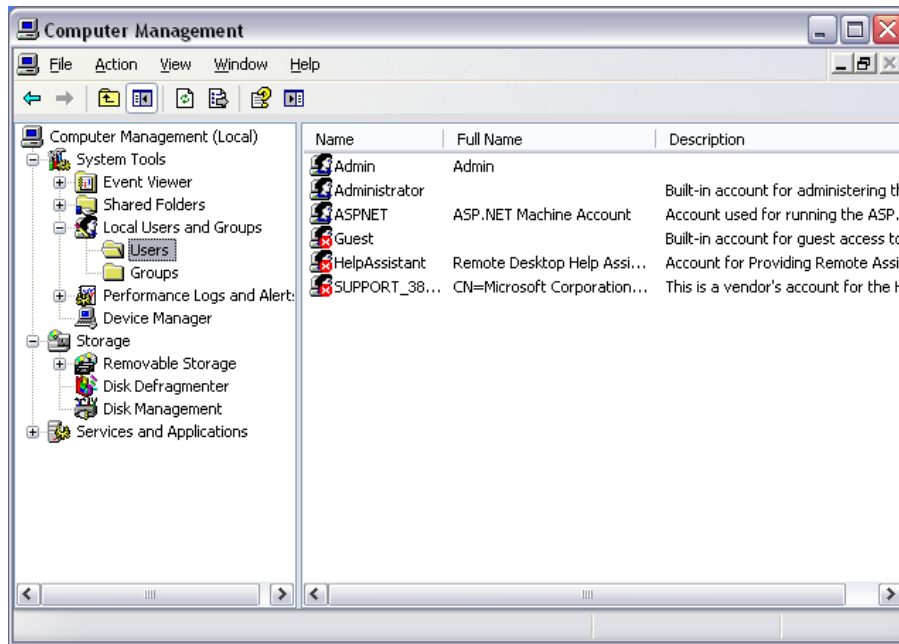 Computer Management
File Action View Window Help
Computer Management (Local)
System Tools
Event Viewer
Shared Folders
Local Users and Groups
Users
Groups
Performance Logs and Alert
Device Manager
Storage
Removable Storage
Disk Defragmenter
Disk Management
Services and Applications
Name Full Name Description
Admin Admin
Administrator Built-in account for administering th
ASPNET ASP.NET Machine Account Account used for running the ASP.
Guest Built-in account for guest access to
HelpAssistant Remote Desktop Help Assi... Account for Providing Remote Assi
SUPPORT_38... CN=Microsoft Corporation... This is a vendor's account for the H